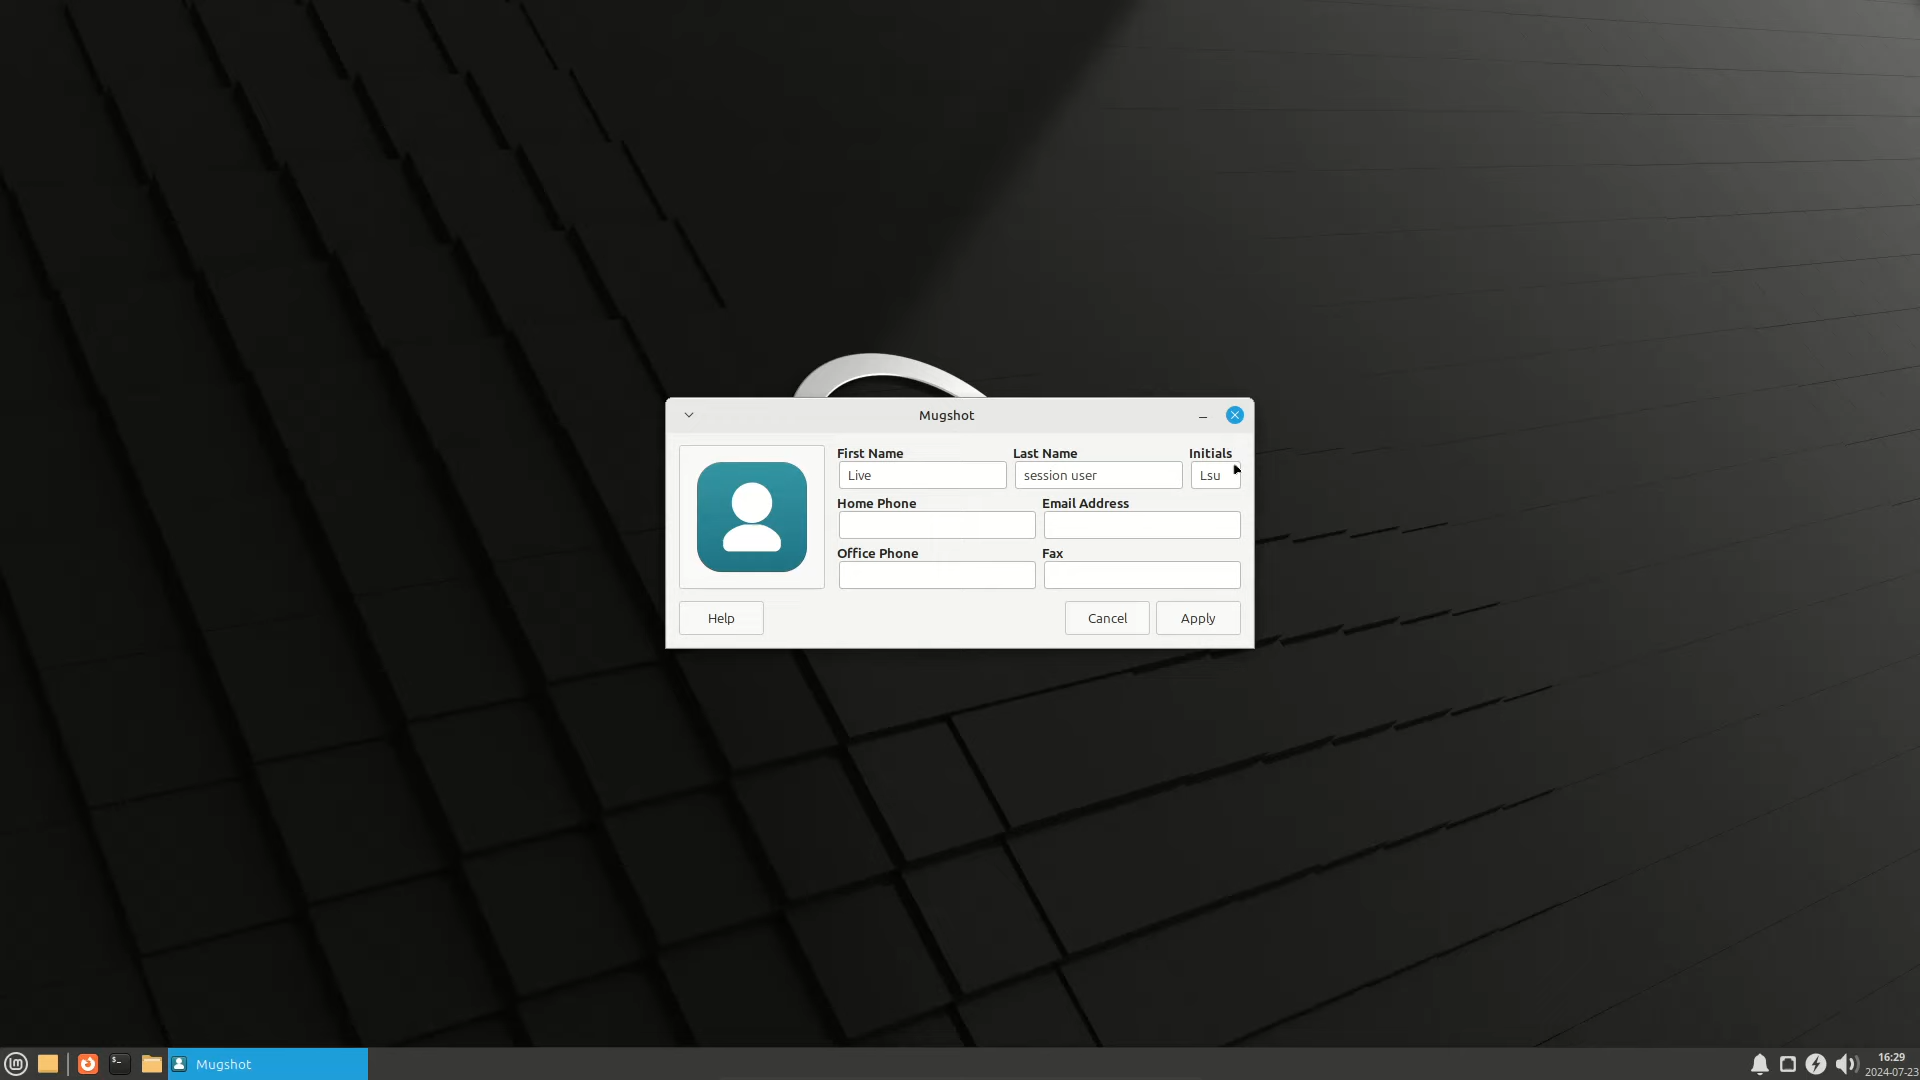 Mugshot
First Name
Last Name
Initials
Live
session user
Lsu
Home Phone
Email Address
Office Phone
Fax
Help
Cancel
Apply
Mugshot
16:29
2024-07-23